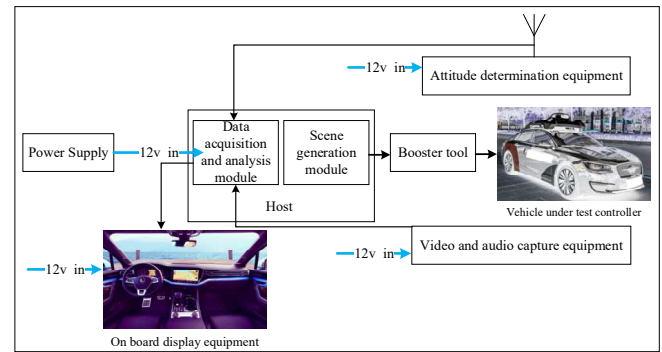 12v in
Attitude determination equipment
Data
acquisition
and analysis
module
Scene
generation
module
Power Supply
12v in
Booster tool
Host
Vehicle under test controller
12v in
Video and audio capture equipment
12v in
On board display equipment